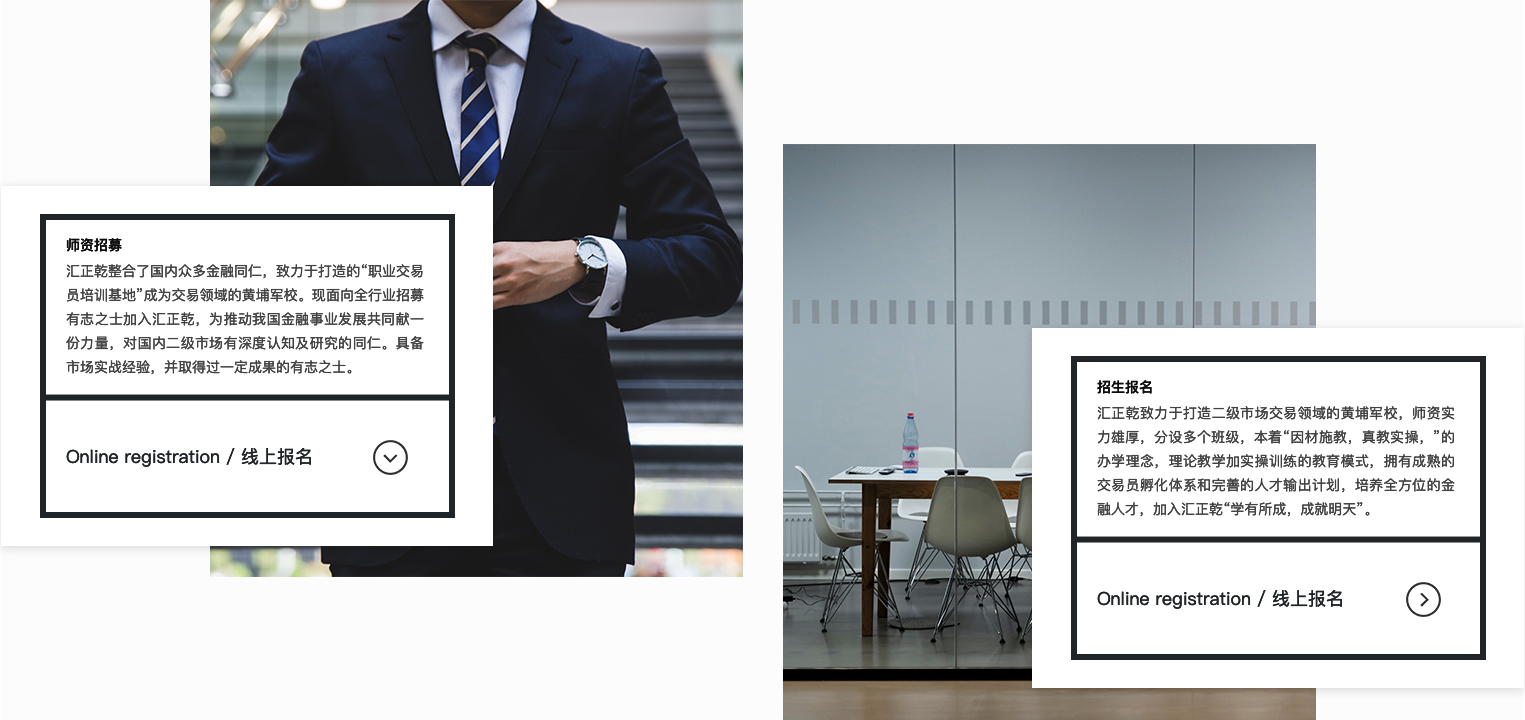 师资招募
汇正乾整合了国内众多金融同仁，致力于打造的“职业交易
员培训基地”成为交易领域的黄埔军校。现面向全行业招募
有志之士加入汇正乾，为推动我国金融事业发展共同献一
份力量，对国内二级市场有深度认知及研究的同仁。具备
市场实战经验，并取得过一定成果的有志之士。
Online registration / 线上报名
招生报名
汇正乾致力于打造二级市场交易领域的黄埔军校，师资实
力雄厚，分设多个班级，本着“因材施教，真教实操，”的
办学理念，理论教学加实操训练的教育模式，拥有成熟的
交易员孵化体系和完善的人才输出计划，培养全方位的金
融人才，加入汇正乾“学有所成，成就明天”。
Online registration / 线上报名